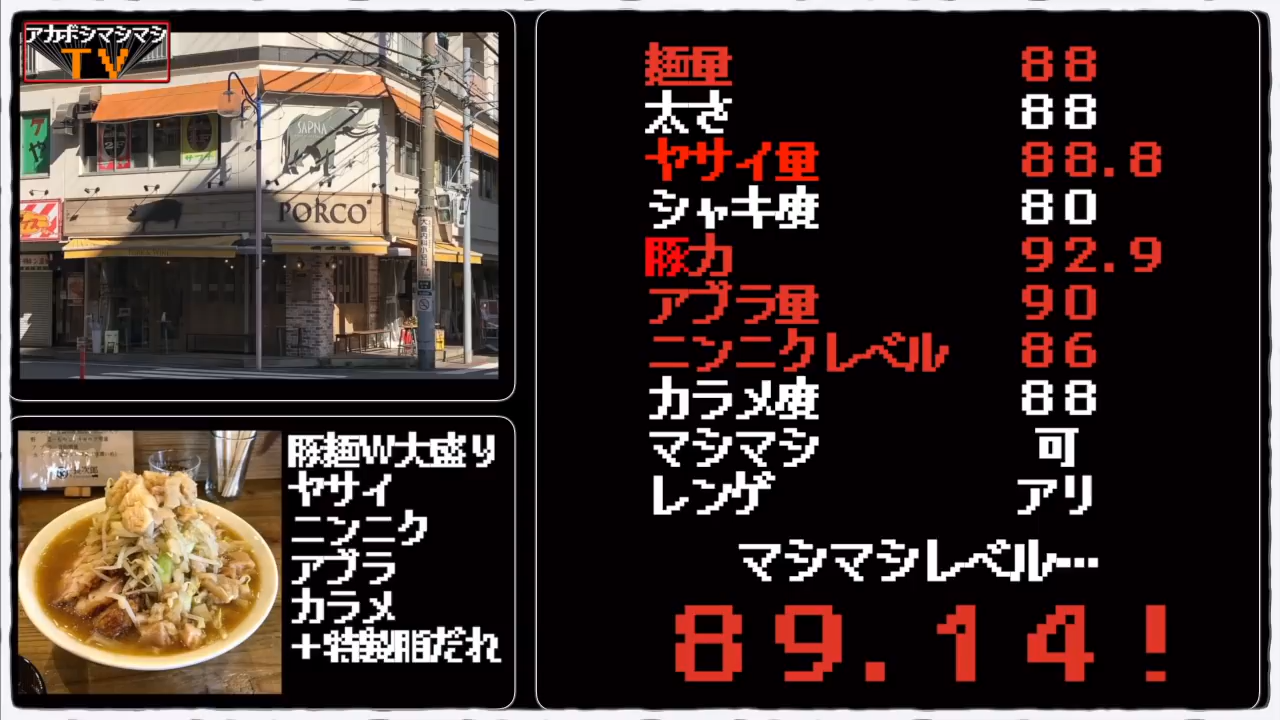 アカボシマシマシ
TV
SAPNA
PORCO
豚麺W大盛り
ヤサイ
ニンニク
アブラ
カラメ
＋特製脂だれ
麺量 88
太さ 88
ヤサイ量 88.8
シャキ度 80
豚力 92.9
アブラ量 90
ニンニクレベル 86
カラメ度 88
マシマシ 可
レンゲ アリ
マシマシレベル…
89.14!